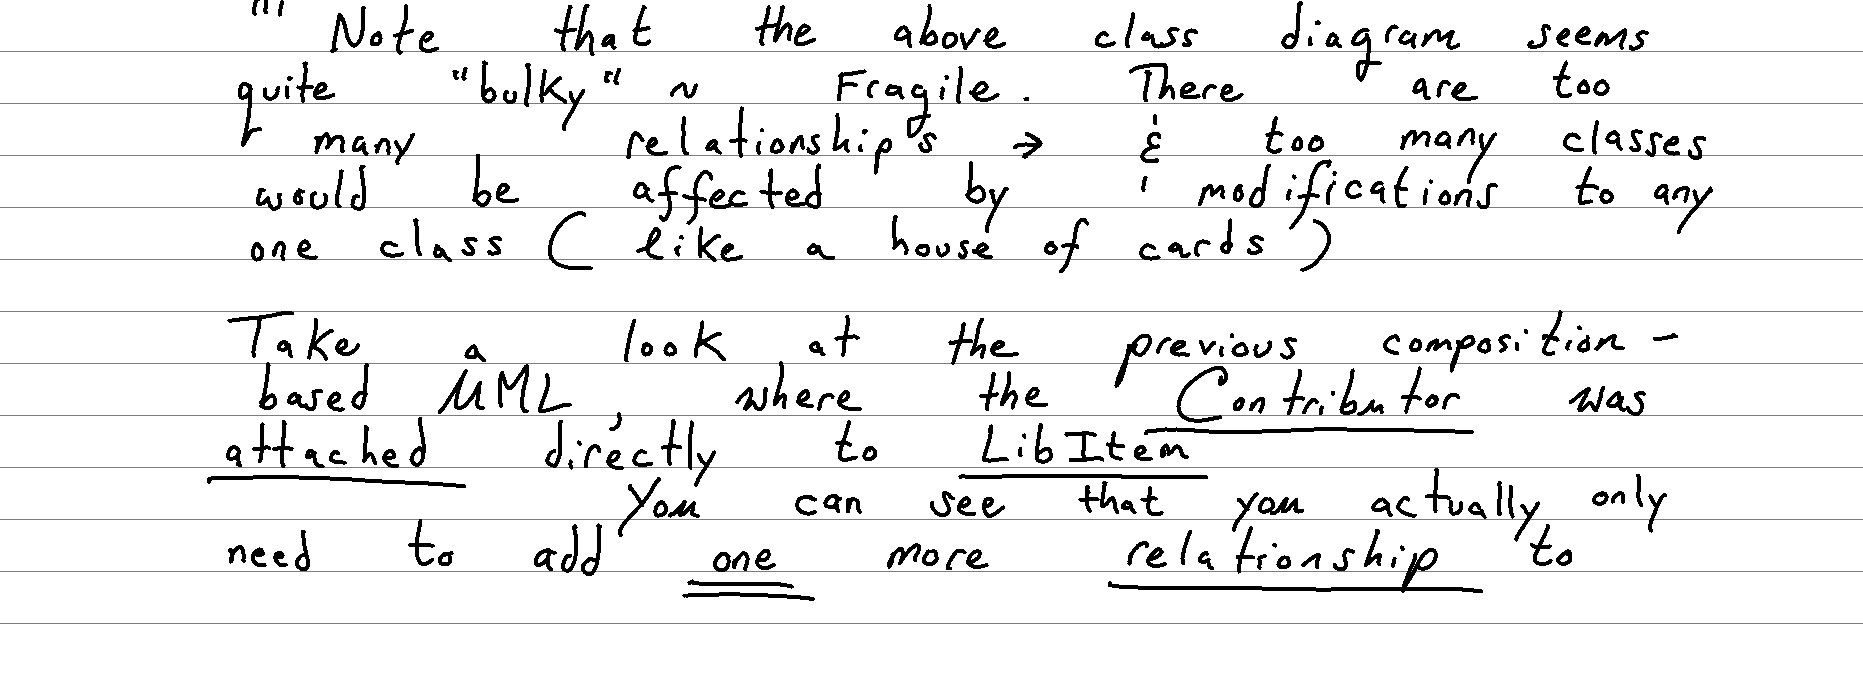 Note that the above class diagram seems
quite "bulky" ~ Fragile. There are too
many relationship's → & too many classes
would be affected by modifications to any
one class ( like a house of cards )
Take a look at the previous composition -
based UML, where the Contributor was
attached directly to LibItem
You can see that you actually only
need to add one more relationship to